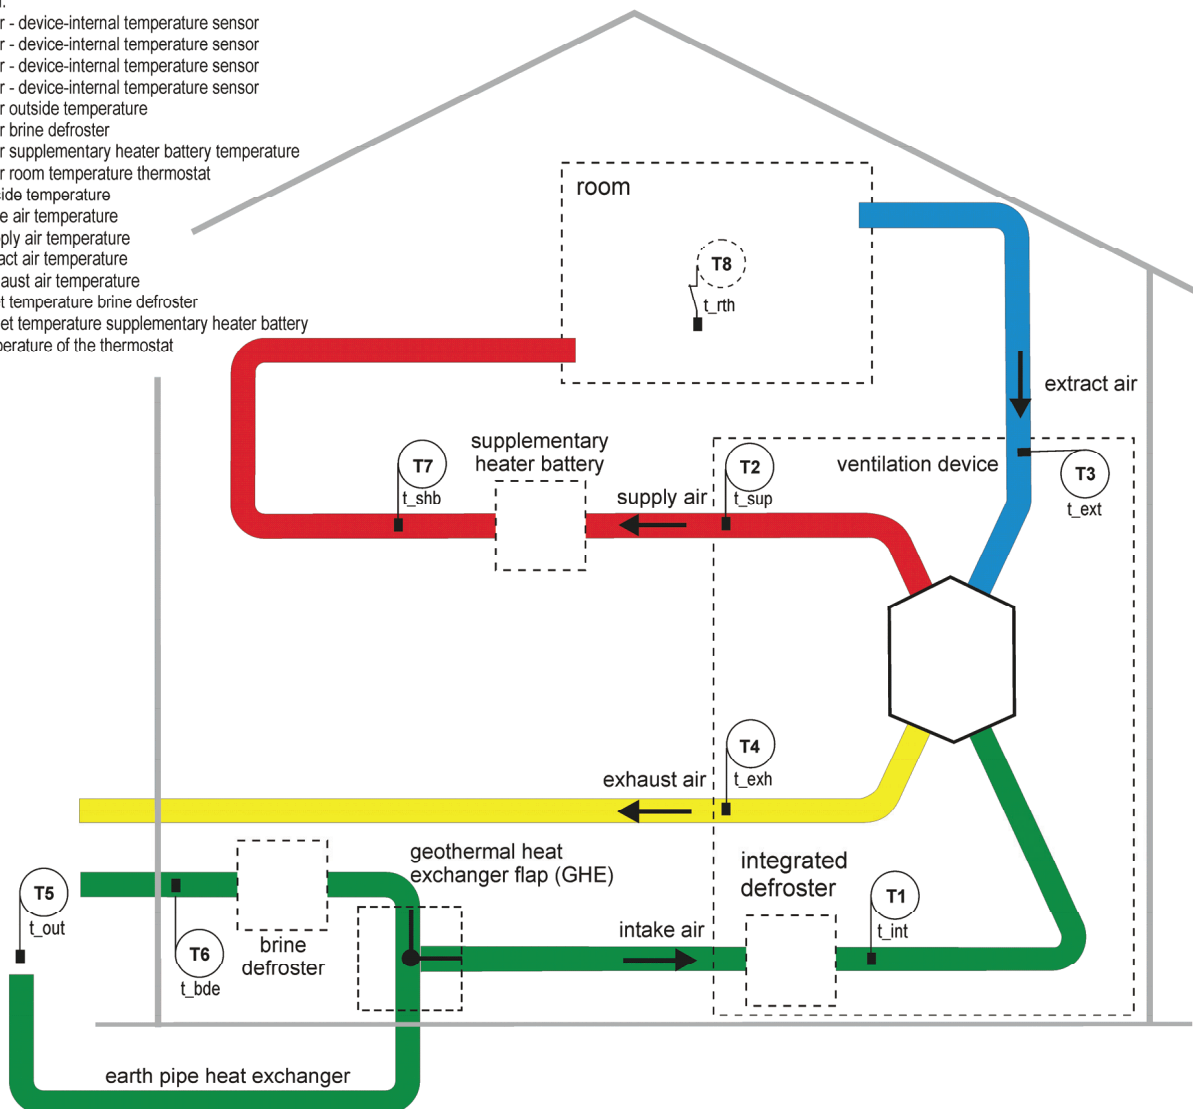 r - device-internal temperature sensor
r - device-internal temperature sensor
r - device-internal temperature sensor
r - device-internal temperature sensor
r outside temperature
r brine defroster
r supplementary heater battery temperature
r room temperature thermostat
side temperature
e air temperature
ply air temperature
act air temperature
aust air temperature
t temperature brine defroster
et temperature supplementary heater battery
perature of the thermostat
room
T8
t_rth
extract air
supplementary
heater battery
T7
t_shb
supply air
T2
t_sup
ventilation device
T3
t_ext
T4
t_exh
exhaust air
geothermal heat
exchanger flap (GHE)
integrated
defroster
T5
t_out
T6
t_bde
brine
defroster
intake air
T1
t_int
earth pipe heat exchanger